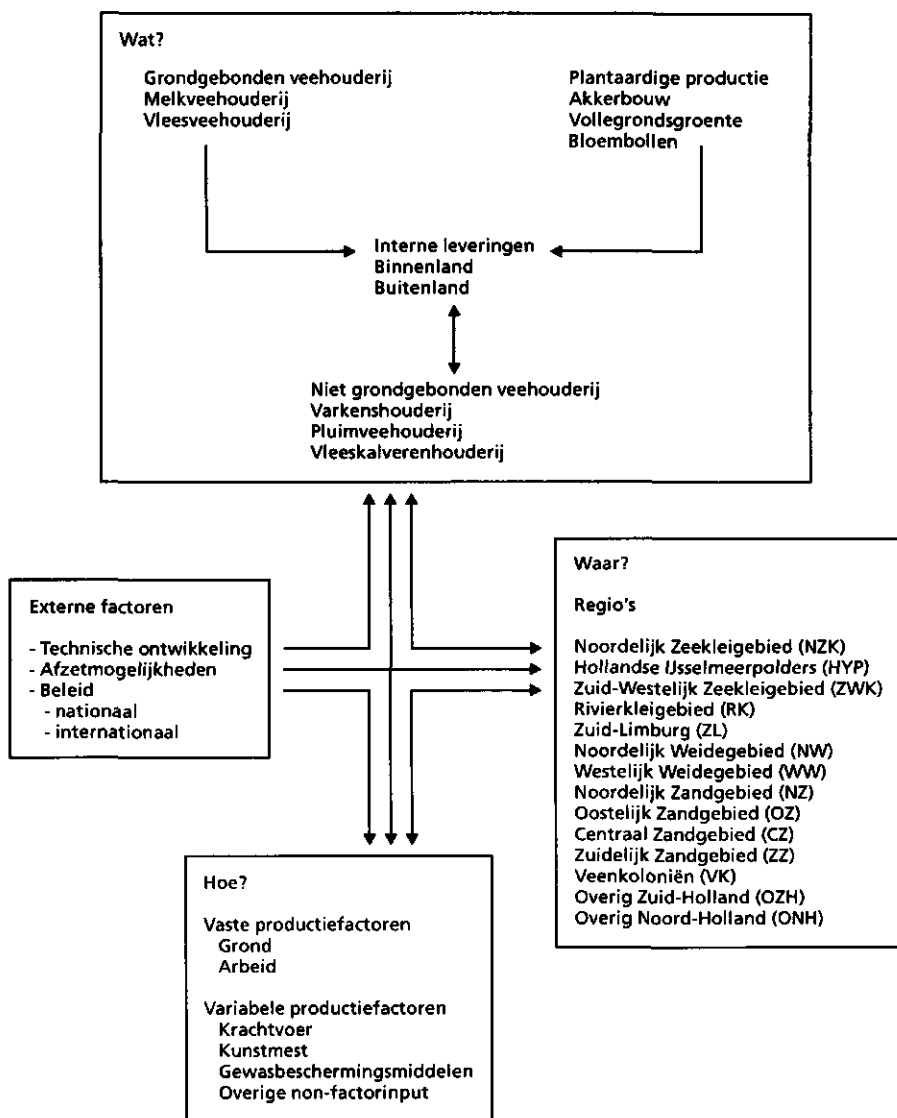 Wat?
Grondgebonden veehouderij
Melkveehouderij
Vleesveehouderij
Plantaardige productie
Akkerbouw
Vollegrondsgroente
Bloembollen
Interne leveringen
Binnenland
Buitenland
Niet grondgebonden veehouderij
Varkenshouderij
Pluimveehouderij
Vleeskalverenhouderij
Externe factoren
- Technische ontwikkeling
- Afzetmogelijkheden
- Beleid
- nationaal
- internationaal
Waar?
Regio's
Noordelijk Zeekleigebied (NZK)
Hollandse IJsselmeerpolders (HYP)
Zuid-Westelijk Zeekleigebied (ZWK)
Rivierkleigebied (RK)
Zuid-Limburg (ZL)
Noordelijk Weidegebied (NW)
Westelijk Weidegebied (WW)
Noordelijk Zandgebied (NZ)
Oostelijk Zandgebied (OZ)
Centraal Zandgebied (CZ)
Zuidelijk Zandgebied (ZZ)
Veenkoloniën (VK)
Overig Zuid-Holland (OZH)
Overig Noord-Holland (ONH)
Hoe?
Vaste productiefactoren
Grond
Arbeid
Variabele productiefactoren
Krachtvoer
Kunstmest
Gewasbeschermingsmiddelen
Overige non-factorinput